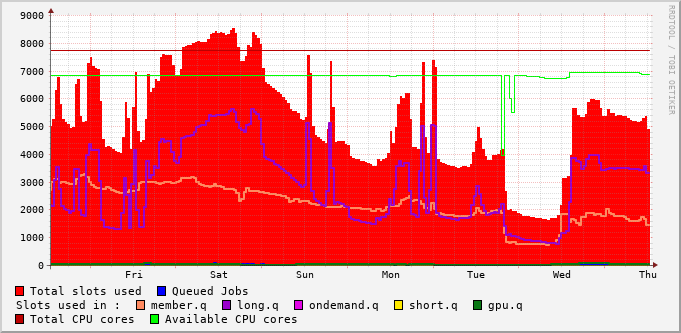 9000
8000
7000
6000
5000
4000
3000
2000
1000
0
Fri Sat Sun Mon Tue Wed Thu
RRDTOOL / TOBI OETIKER
Total slots used Queued Jobs
Slots used in : member.q long.q ondemand.q short.q gpu.q
Total CPU cores Available CPU cores